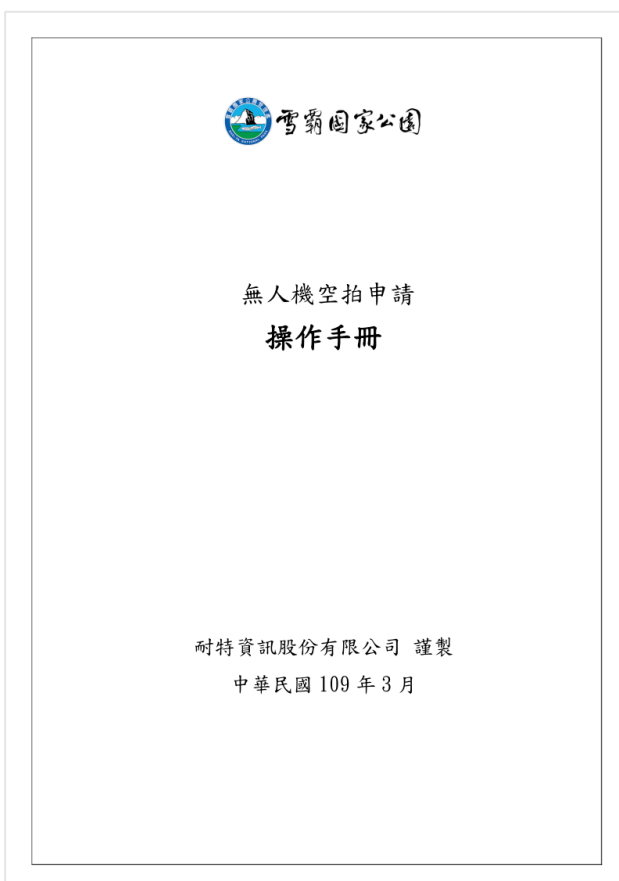 雪霸国家公園
無人機空拍申請
操作手冊
耐特資訊股份有限公司 謹製
中華民國 109 年 3 月